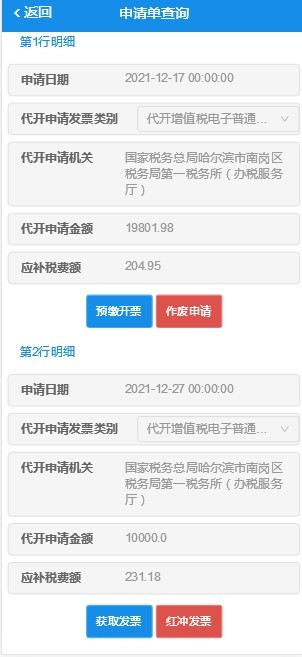 返回
申请单查询
第1行明细
申请日期 2021-12-17 00:00:00
代开申请发票类别 代开增值税电子普通...
代开申请机关 国家税务总局哈尔滨市南岗区
税务局第一税务所（办税服务
厅）
代开申请金额 19801.98
应补税费额 204.95
预缴开票 作废申请
第2行明细
申请日期 2021-12-27 00:00:00
代开申请发票类别 代开增值税电子普通...
代开申请机关 国家税务总局哈尔滨市南岗区
税务局第一税务所（办税服务
厅）
代开申请金额 10000.0
应补税费额 231.18
获取发票 红冲发票